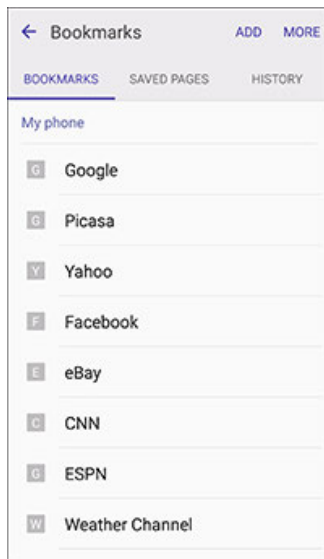 ← Bookmarks ADD MORE
BOOKMARKS SAVED PAGES HISTORY
My phone
G Google
G Picasa
Y Yahoo
F Facebook
E eBay
C CNN
G ESPN
W Weather Channel